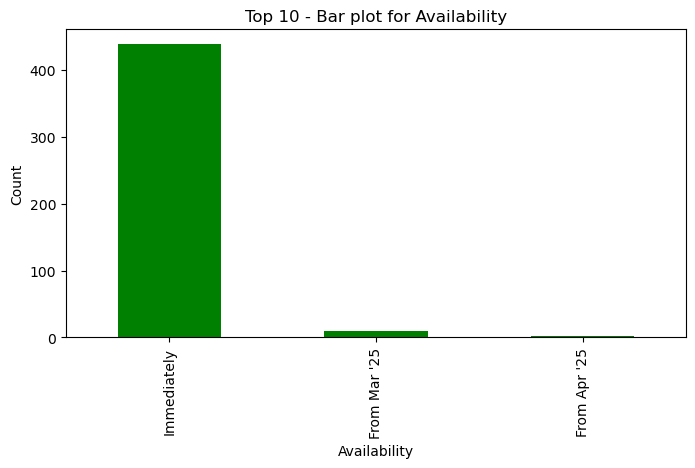 Top 10 - Bar plot for Availability
Count
400
300
200
100
0
Immediately
From Mar '25
From Apr '25
Availability